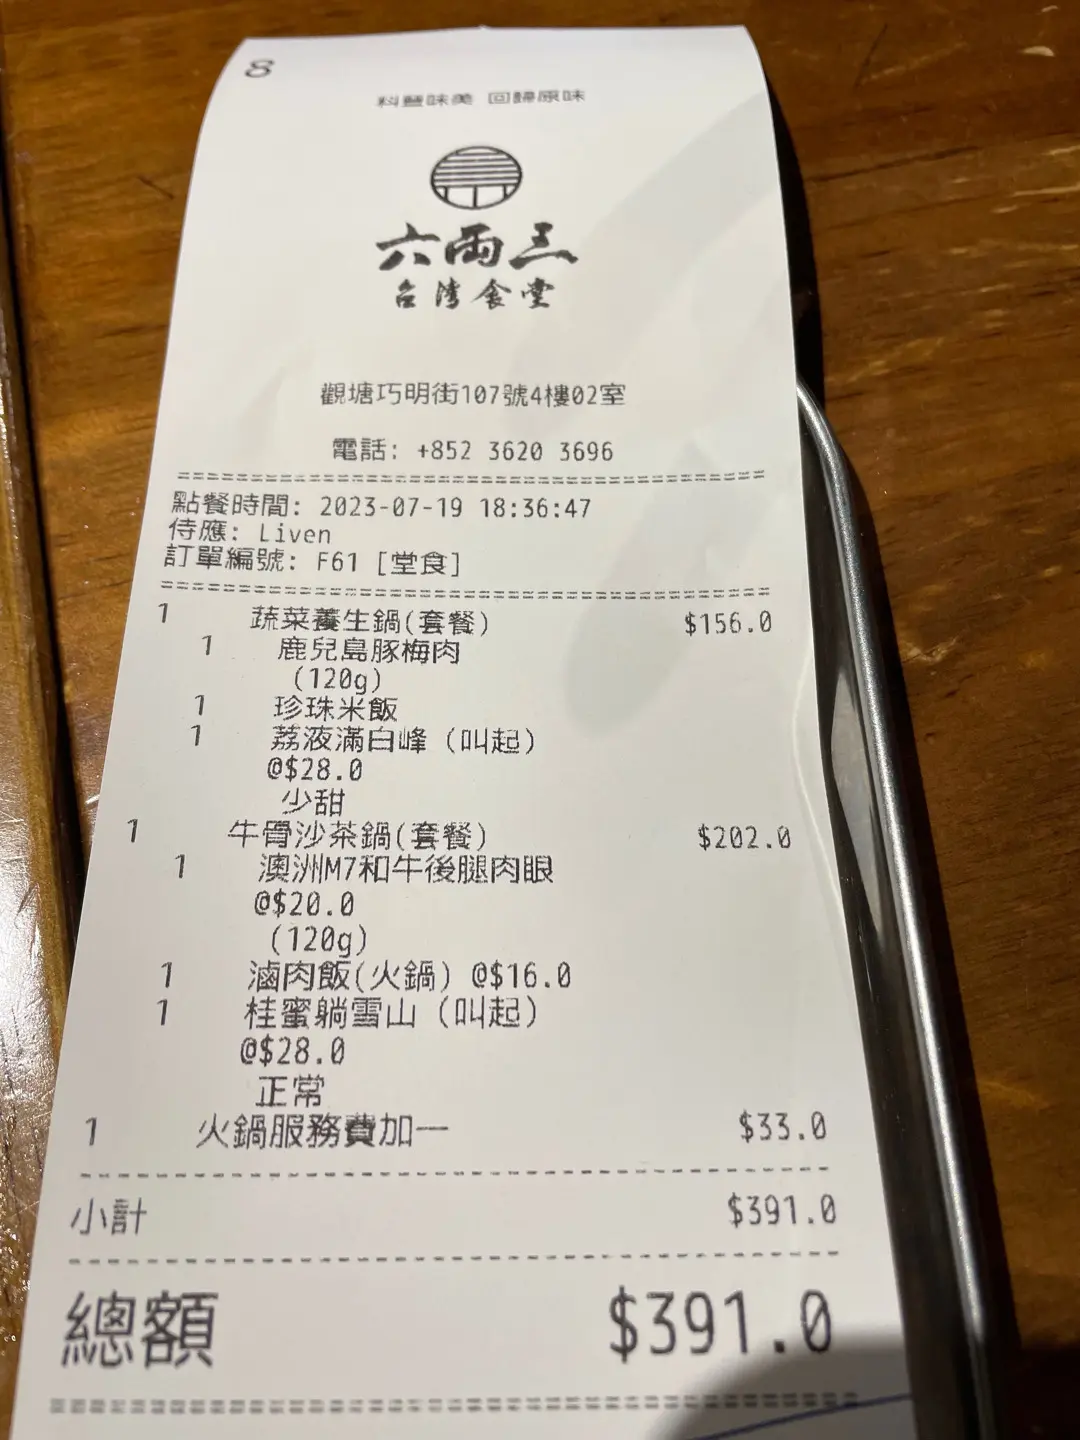 8
料豐味美 回歸原味
六兩三
台灣食堂
觀塘巧明街107號4樓02室
電話: +852 3620 3696
點餐時間: 2023-07-19 18:36:47
侍應: Liven
訂單編號: F61 [堂食]
1 蔬菜養生鍋(套餐) $156.0
1 鹿兒島豚梅肉
(120g)
1 珍珠米飯
1 荔液滿白峰 (叫起)
@$28.0
少甜
1 牛骨沙茶鍋(套餐) $202.0
1 澳洲M7和牛後腿肉眼
@$20.0
(120g)
1 滷肉飯(火鍋) @$16.0
1 桂蜜躺雪山 (叫起)
@$28.0
正常
1 火鍋服務費加一 $33.0
小計 $391.0
總額 $391.0